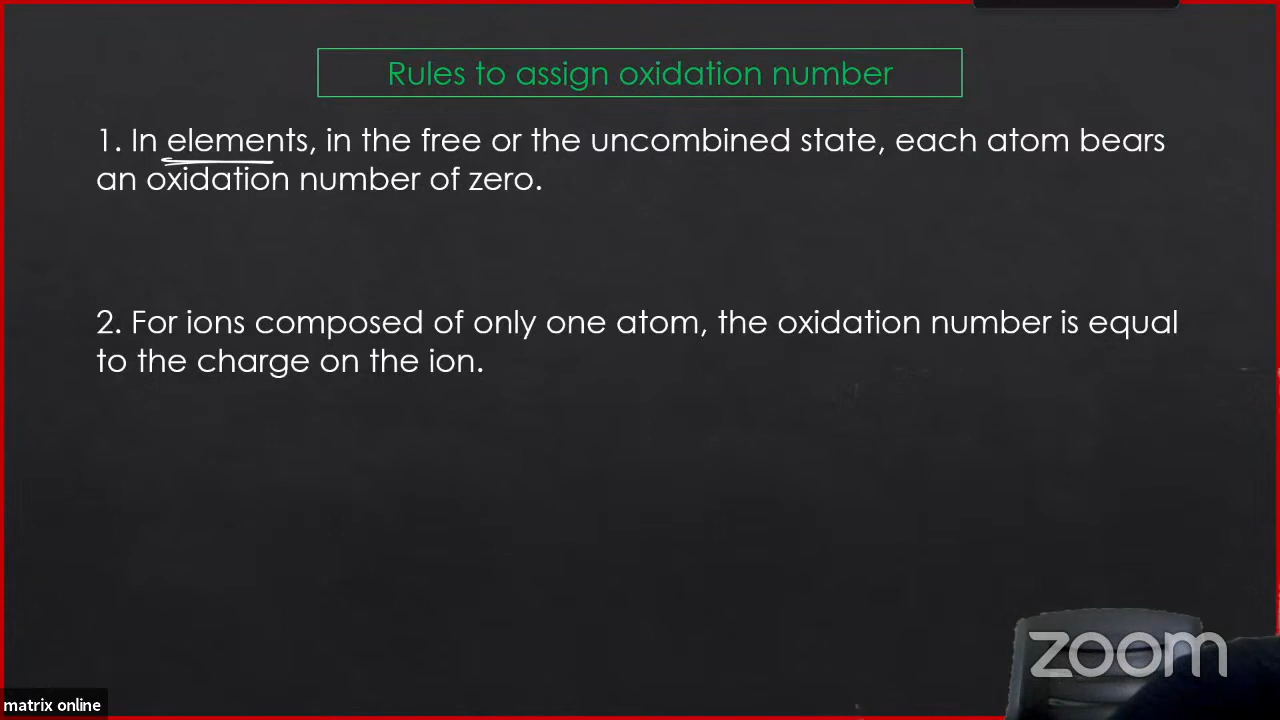 Rules to assign oxidation number
1. In elements, in the free or the uncombined state, each atom bears
an oxidation number of zero.
2. For ions composed of only one atom, the oxidation number is equal
to the charge on the ion.
zoom
matrix online